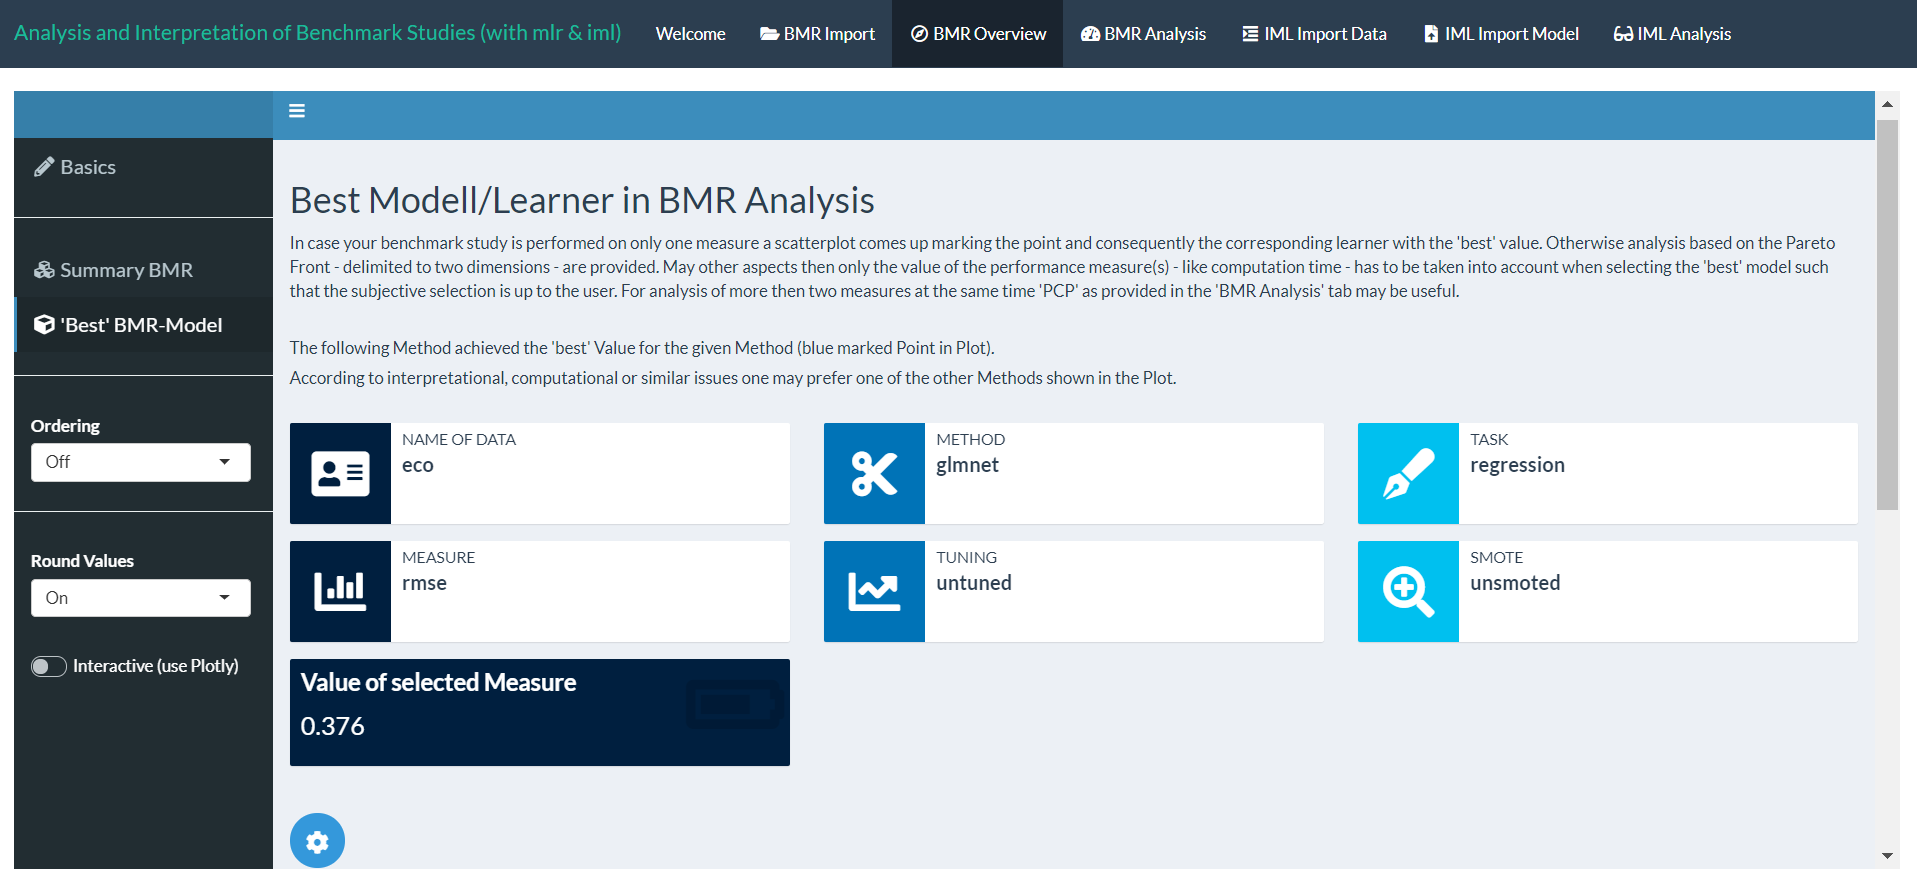 Analysis and Interpretation of Benchmark Studies (with mlr & iml)
Welcome
BMR Import
BMR Overview
BMR Analysis
IML Import Data
IML Import Model
IML Analysis
Basics
Summary BMR
'Best' BMR-Model
Ordering
Off
Round Values
On
Interactive (use Plotly)
Best Modell/Learner in BMR Analysis
In case your benchmark study is performed on only one measure a scatterplot comes up marking the point and consequently the corresponding learner with the 'best' value. Otherwise analysis based on the Pareto
Front - delimited to two dimensions - are provided. May other aspects then only the value of the performance measure(s) - like computation time - has to be taken into account when selecting the 'best' model such
that the subjective selection is up to the user. For analysis of more then two measures at the same time 'PCP' as provided in the 'BMR Analysis' tab may be useful.
The following Method achieved the 'best' Value for the given Method (blue marked Point in Plot).
According to interpretational, computational or similar issues one may prefer one of the other Methods shown in the Plot.
NAME OF DATA
eco
METHOD
glmnet
TASK
regression
MEASURE
rmse
TUNING
untuned
SMOTE
unsmoted
Value of selected Measure
0.376